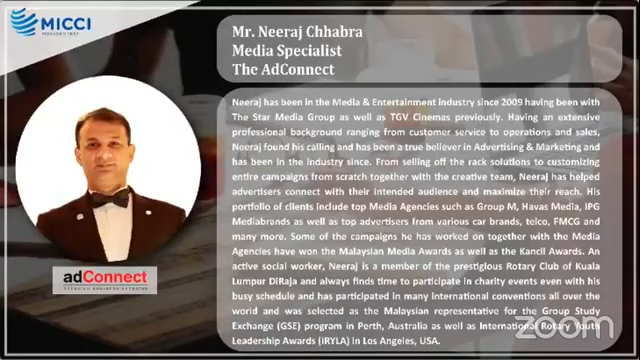 MICCI
Mr. Neeraj Chhabra
Media Specialist
The AdConnect
Neeraj has been in the Media & Entertainment industry since 2009 having been with
The Star Media Group as well as TGV Cinemas previously. Having an extensive
professional background ranging from customer service to operations and sales,
Neeraj found his calling and has been a true believer in Advertising & Marketing and
has been in the industry since. From selling off the rack solutions to customizing
entire campaigns from scratch together with the creative team, Neeraj has helped
advertisers connect with their intended audience and maximize their reach. His
portfolio of clients include top Media Agencies such as Group M, Havas Media, IPG
Mediabrands as well as top advertisers from various car brands, telco, FMCG and
many more. Some of the campaigns he has worked on together with the Media
Agencies have won the Malaysian Media Awards as well as the Kancil Awards. An
active social worker, Neeraj is a member of the prestigious Rotary Club of Kuala
Lumpur DiRaja and always finds time to participate in charity events even with his
busy schedule and has participated in many international conventions all over the
world and was selected as the Malaysian representative for the Group Study
Exchange (GSE) program in Perth, Australia as well as International Rotary Youth
Leadership Awards (iRYLA) in Los Angeles, USA.
adConnect
zoom